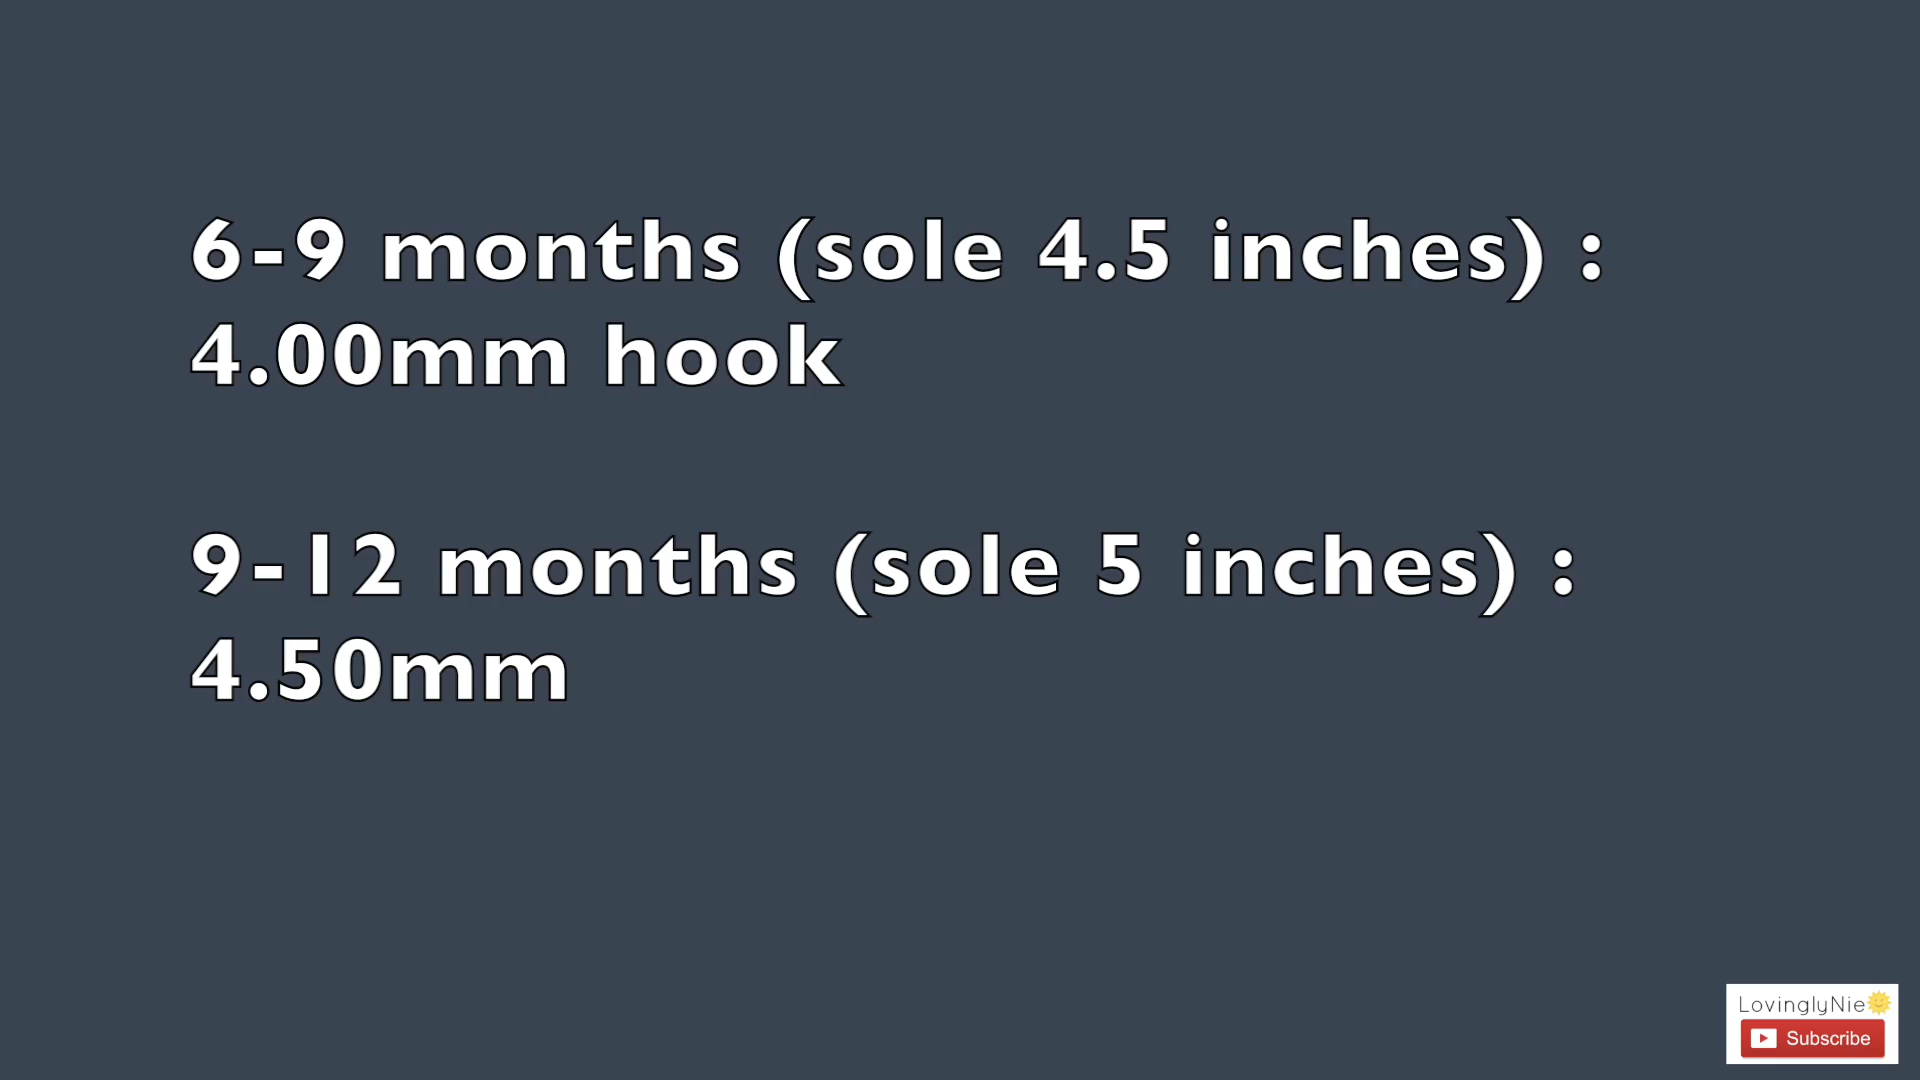 6-9 months (sole 4.5 inches) :
4.00mm hook
9-12 months (sole 5 inches) :
4.50mm
LovinglyNie
Subscribe